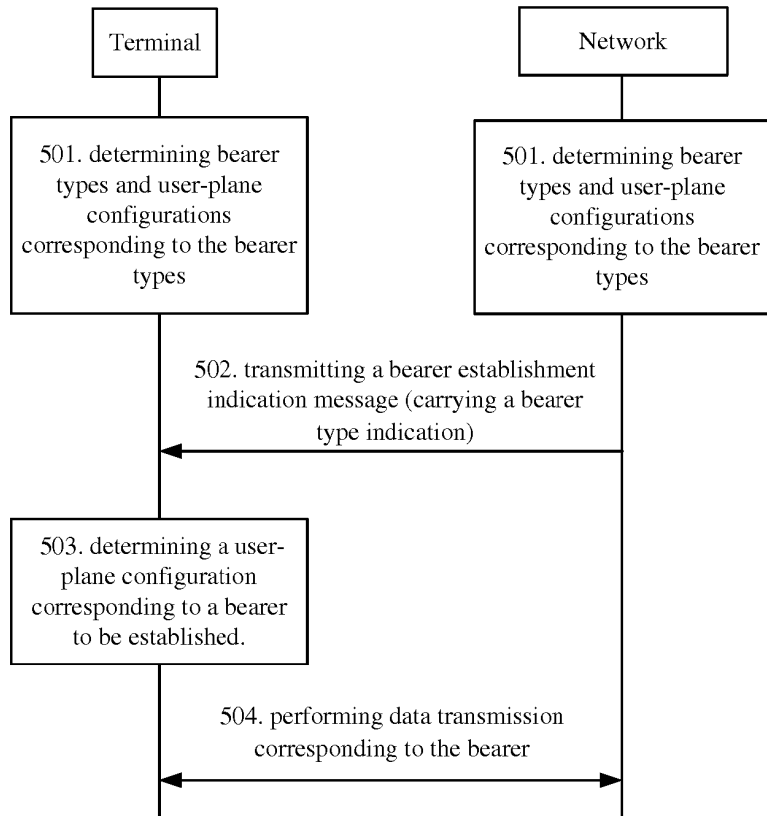 Terminal
Network
501. determining bearer
types and user-plane
configurations
corresponding to the bearer
types
501. determining bearer
types and user-plane
configurations
corresponding to the bearer
types
502. transmitting a bearer establishment
indication message (carrying a bearer
type indication)
503. determining a user-
plane configuration
corresponding to a bearer
to be established.
504. performing data transmission
corresponding to the bearer